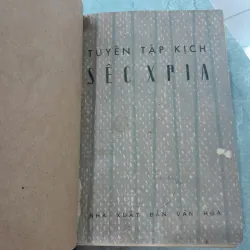 TUYỂN TẬP KỊCH
SẾCXPIA
NHÀ XUẤT BẢN VĂN HÓA